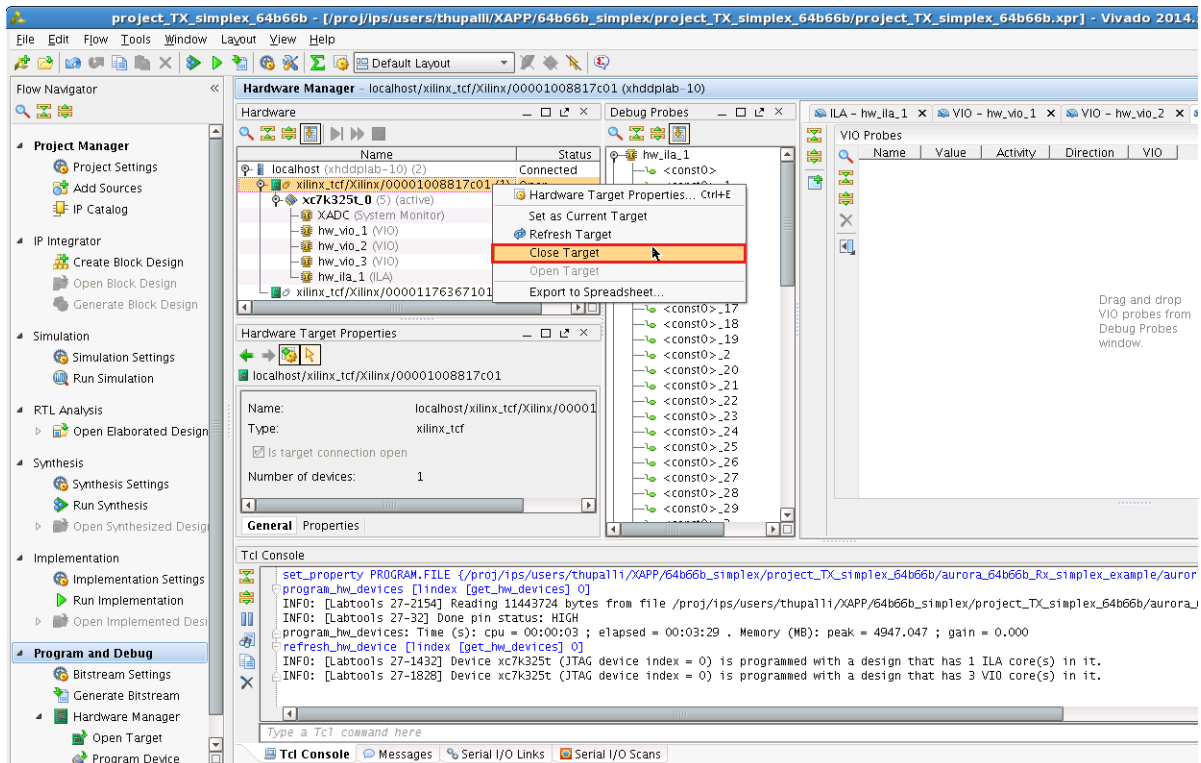 project_TX_simplex_64b66b - [/proj/ips/users/thupalli/XAPP/64b66b_simplex/project_TX_simplex_64b66b/project_TX_simplex_64b66b.xpr] - Vivado 2014.
File Edit Flow Tools Window Layout View Help
Default Layout
Flow Navigator
Project Manager
Project Settings
Add Sources
IP Catalog
IP Integrator
Create Block Design
Open Block Design
Generate Block Design
Simulation
Simulation Settings
Run Simulation
RTL Analysis
Open Elaborated Design
Synthesis
Synthesis Settings
Run Synthesis
Open Synthesized Desig
Implementation
Implementation Settings
Run Implementation
Open Implemented Desi
Program and Debug
Bitstream Settings
Generate Bitstream
Hardware Manager
Open Target
Program Device
Hardware Manager - localhost/xilinx_tcf/Xilinx/00001008817c01 (xhddplab-10)
Hardware
Name Status
localhost (xhddplab-10) (2) Connected
xilinx_tcf/Xilinx/00001008817c01 (1) Open
xc7k325t_0 (5) (active)
XADC (System Monitor)
hw_vio_1 (VIO)
hw_vio_2 (VIO)
hw_vio_3 (VIO)
hw_ila_1 (ILA)
xilinx_tcf/Xilinx/00001176367101
Hardware Target Properties... Ctrl+E
Set as Current Target
Refresh Target
Close Target
Open Target
Export to Spreadsheet...
Hardware Target Properties
localhost/xilinx_tcf/Xilinx/00001008817c01
Name: localhost/xilinx_tcf/Xilinx/00001
Type: xilinx_tcf
Is target connection open
Number of devices: 1
General Properties
Debug Probes
hw_ila_1
<const0>
<const0>_17
<const0>_18
<const0>_19
<const0>_2
<const0>_20
<const0>_21
<const0>_22
<const0>_23
<const0>_24
<const0>_25
<const0>_26
<const0>_27
<const0>_28
<const0>_29
ILA - hw_ila_1 VIO - hw_vio_1 VIO - hw_vio_2
VIO Probes
Name Value Activity Direction VIO
Drag and drop
VIO probes from
Debug Probes
window.
Tcl Console
set_property PROGRAM.FILE {/proj/ips/users/thupalli/XAPP/64b66b_simplex/project_TX_simplex_64b66b/aurora_64b66b_Rx_simplex_example/auror
program_hw_devices [lindex [get_hw_devices] 0]
INFO: [Labtools 27-2154] Reading 11443724 bytes from file /proj/ips/users/thupalli/XAPP/64b66b_simplex/project_TX_simplex_64b66b/aurora_
INFO: [Labtools 27-32] Done pin status: HIGH
program_hw_devices: Time (s): cpu = 00:00:03 ; elapsed = 00:03:29 . Memory (MB): peak = 4947.047 ; gain = 0.000
refresh_hw_device [lindex [get_hw_devices] 0]
INFO: [Labtools 27-1432] Device xc7k325t (JTAG device index = 0) is programmed with a design that has 1 ILA core(s) in it.
INFO: [Labtools 27-1828] Device xc7k325t (JTAG device index = 0) is programmed with a design that has 3 VIO core(s) in it.
Type a Tcl command here
Tcl Console Messages Serial I/O Links Serial I/O Scans